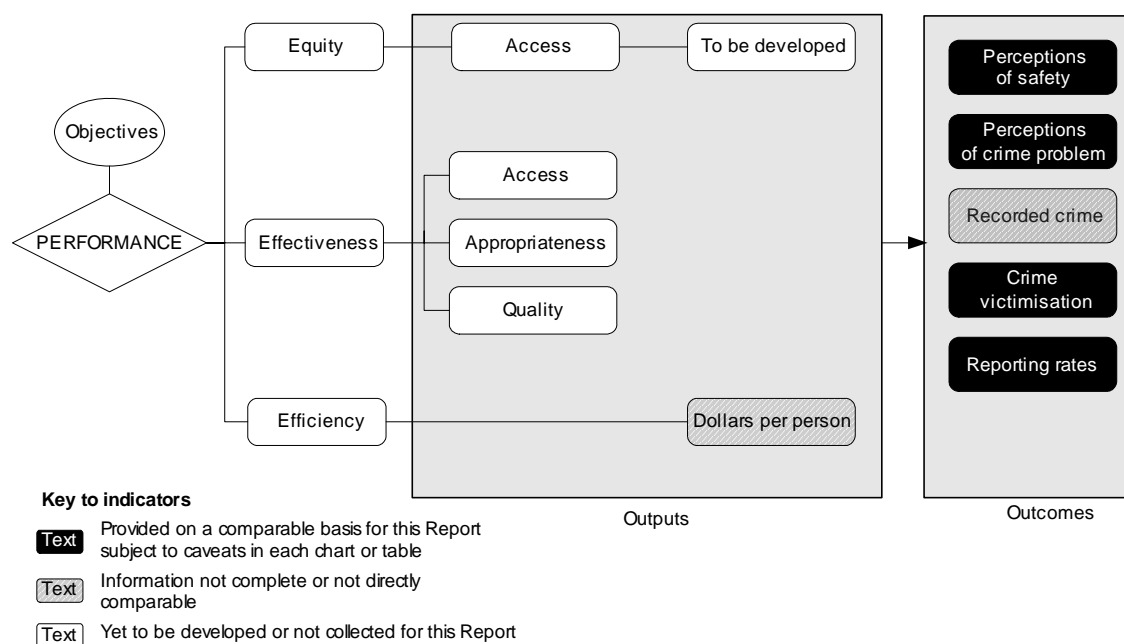 Equity
Access
To be developed
Perceptions
of safety
Objectives
Perceptions
of crime problem
Access
Recorded crime
PERFORMANCE
Effectiveness
Appropriateness
Crime
victimisation
Quality
Reporting rates
Efficiency
Dollars per person
Outputs
Outcomes
Key to indicators
Text
Provided on a comparable basis for this Report
subject to caveats in each chart or table
Text
Information not complete or not directly
comparable
Text
Yet to be developed or not collected for this Report